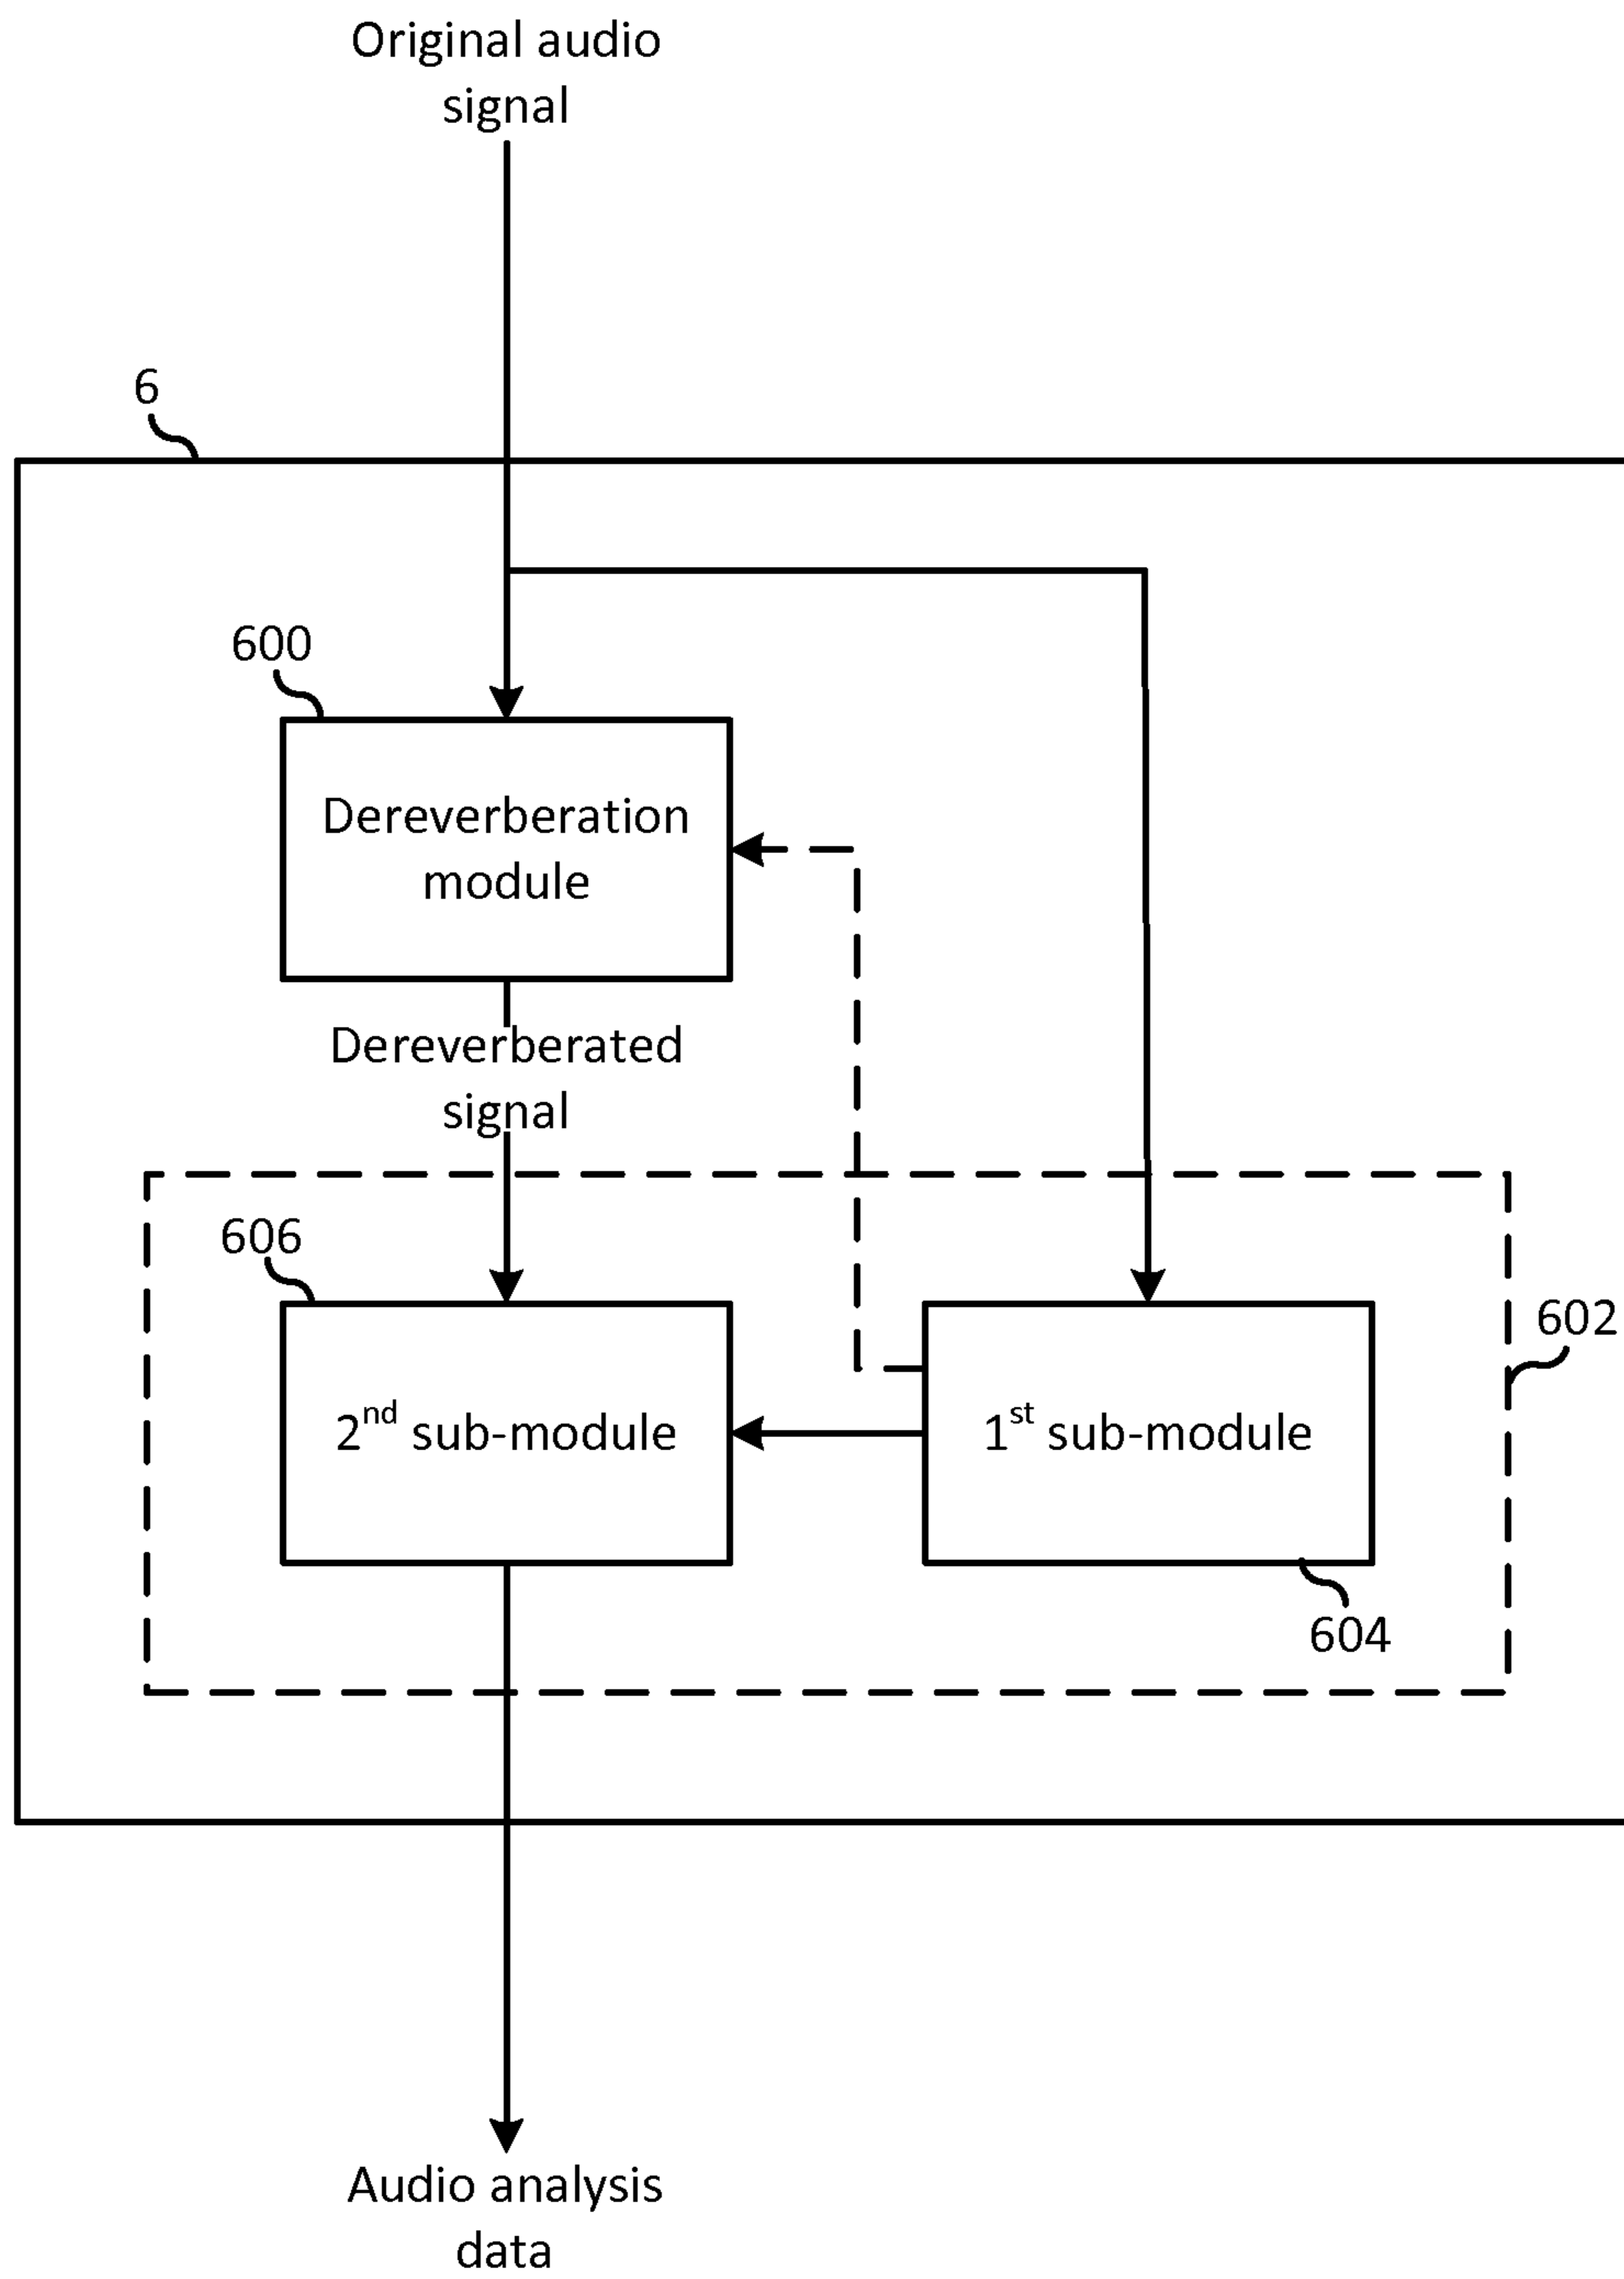 Original audio
signal
6
600
Dereverberation
module
Dereverberated
signal
606
602
2nd sub-module
1st sub-module
604
Audio analysis
data